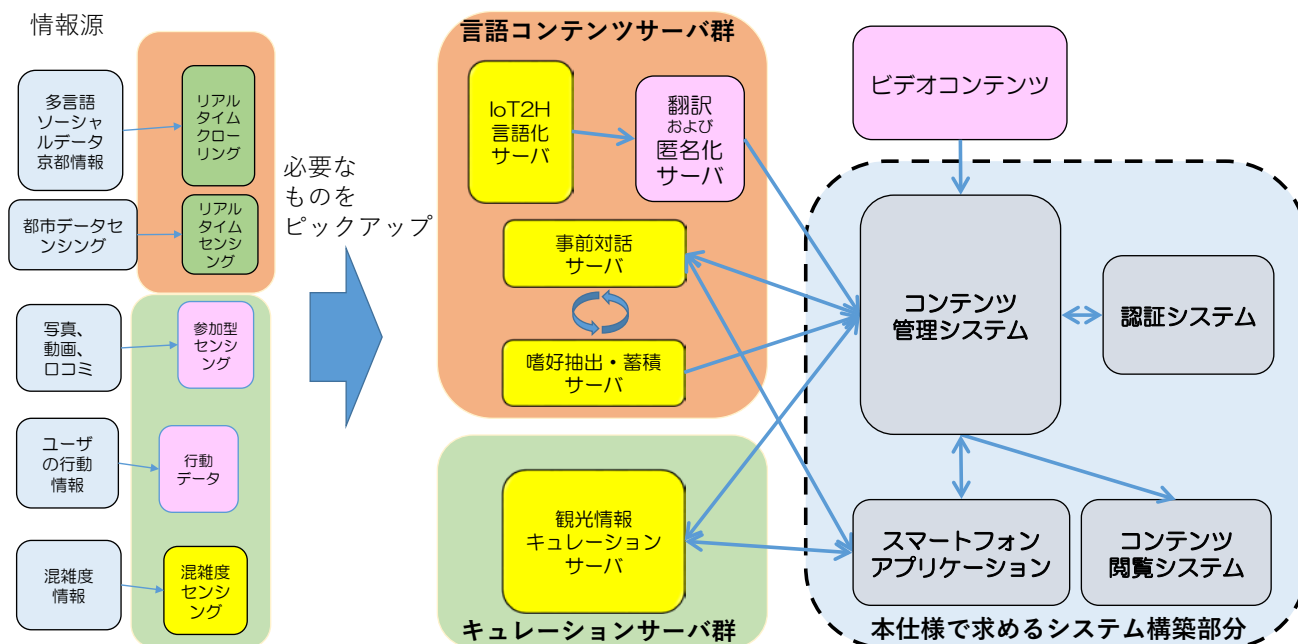 情報源
多言語
ソーシャ
ルデータ
京都情報
リアル
タイム
クロー
リング
都市データセ
ンシング
リアル
タイム
センシ
ング
写真、
動画、
口コミ
参加型
センシ
ング
ユーザ
の行動
情報
行動
データ
混雑度
情報
混雑度
センシ
ング
必要な
ものを
ピックアップ
言語コンテンツサーバ群
IoT2H
言語化
サーバ
翻訳
および
匿名化
サーバ
事前対話
サーバ
嗜好抽出・蓄積
サーバ
観光情報
キュレーション
サーバ
キュレーションサーバ群
ビデオコンテンツ
コンテンツ
管理システム
認証システム
スマートフォン
アプリケーション
コンテンツ
閲覧システム
本仕様で求めるシステム構築部分